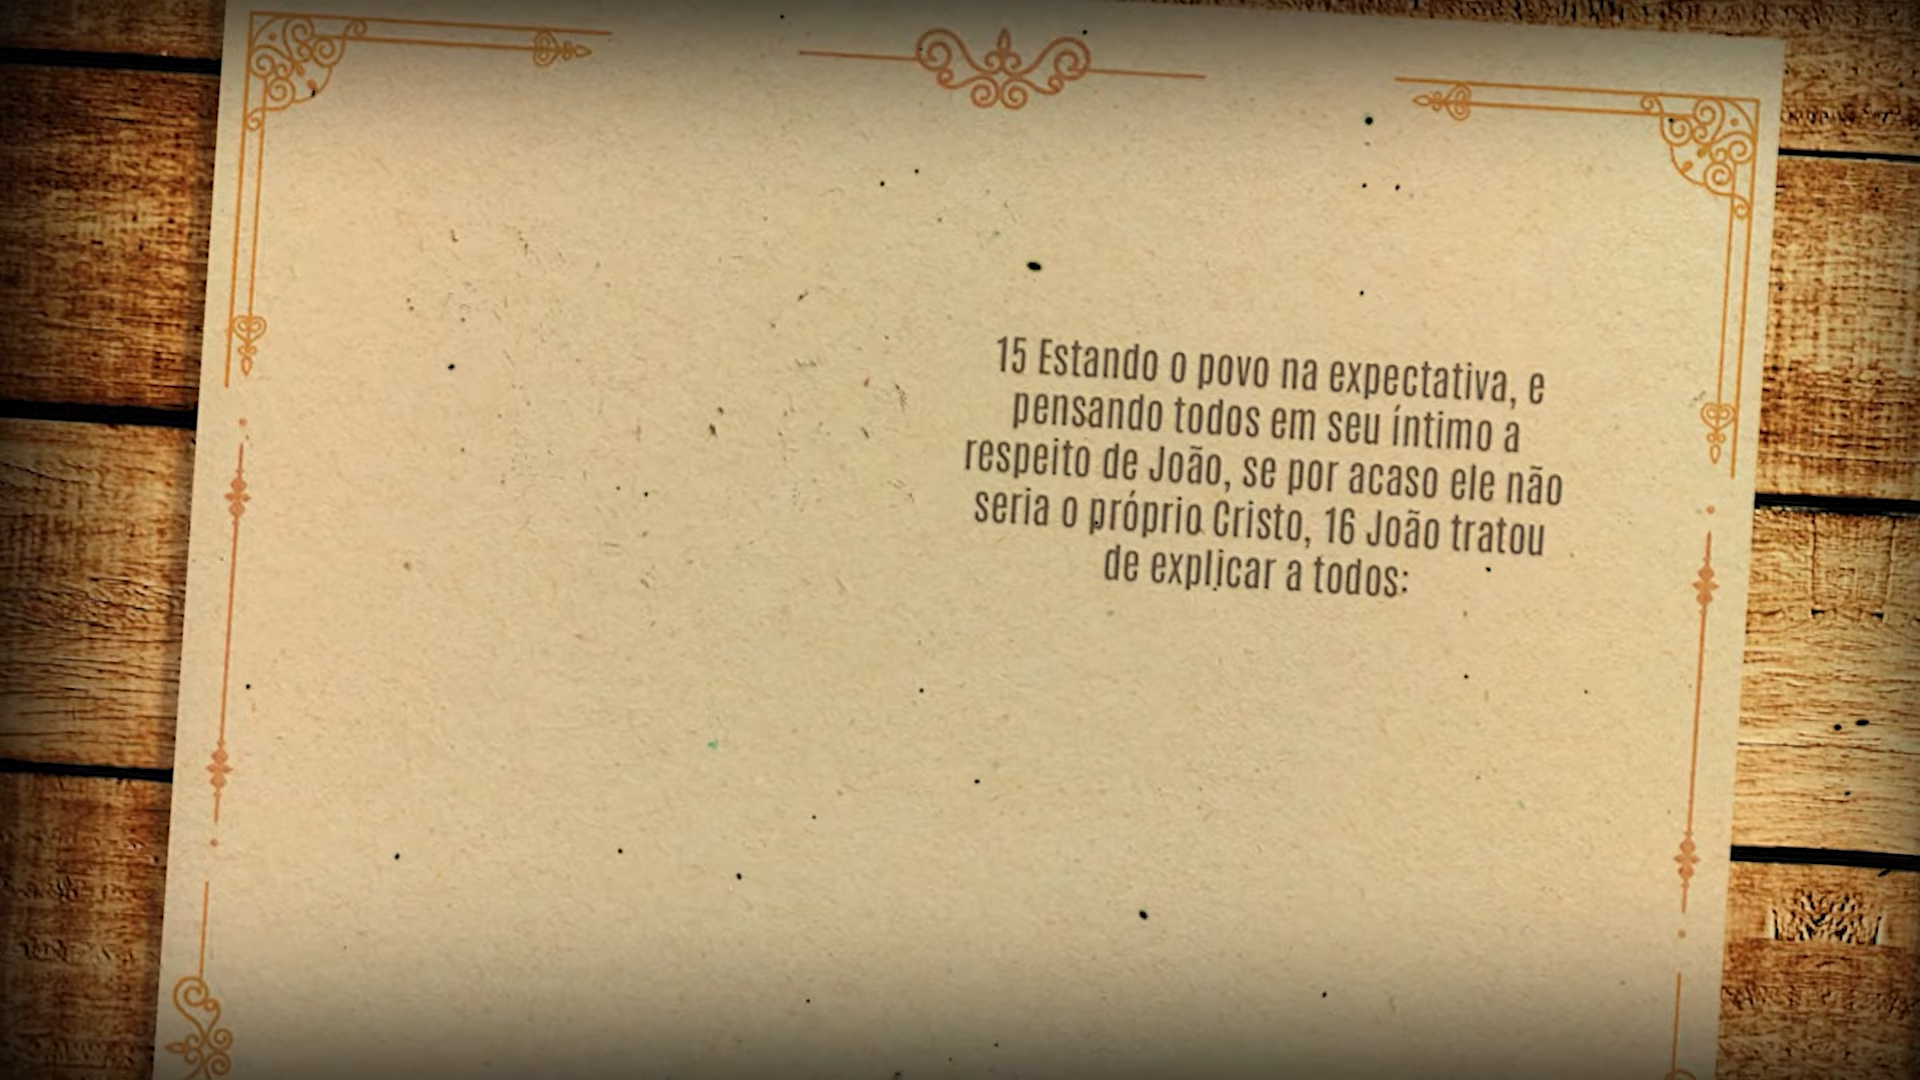 15 Estando o povo na expectativa, e
pensando todos em seu íntimo a
respeito de João, se por acaso ele não
seria o próprio Cristo, 16 João tratou
de explicar a todos: